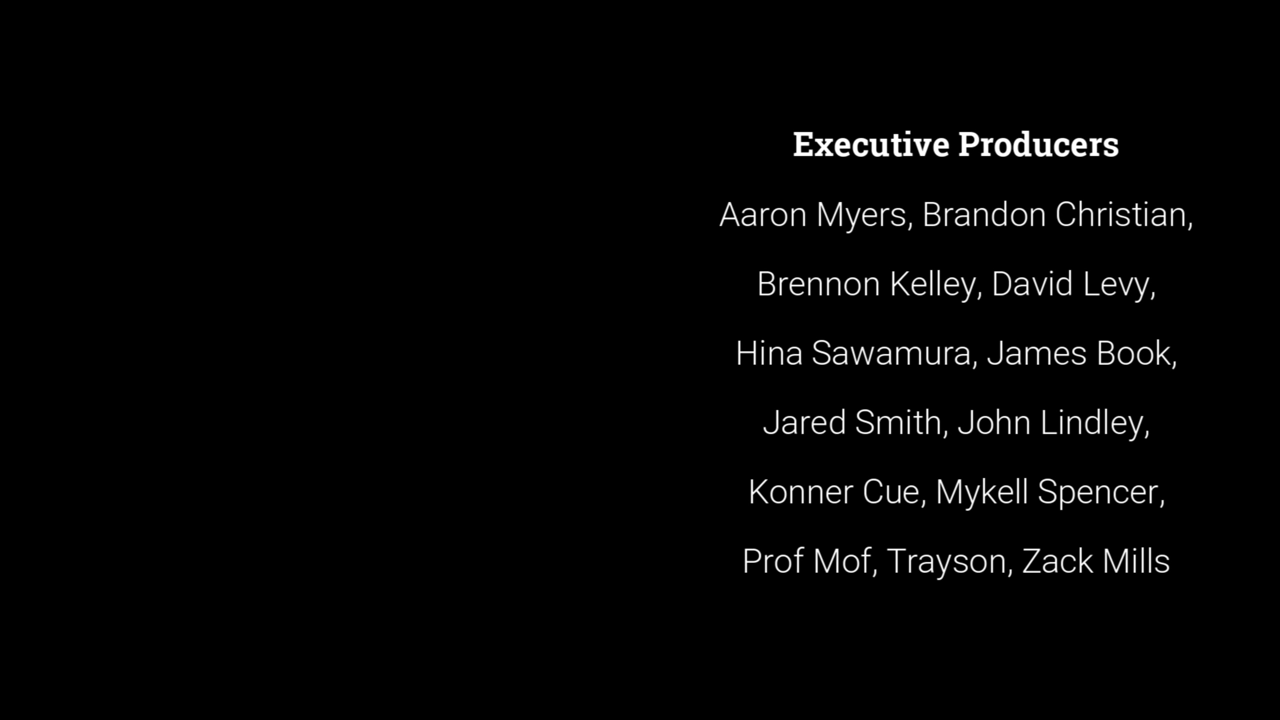 Executive Producers
Aaron Myers, Brandon Christian,
Brennon Kelley, David Levy,
Hina Sawamura, James Book,
Jared Smith, John Lindley,
Konner Cue, Mykell Spencer,
Prof Mof, Trayson, Zack Mills